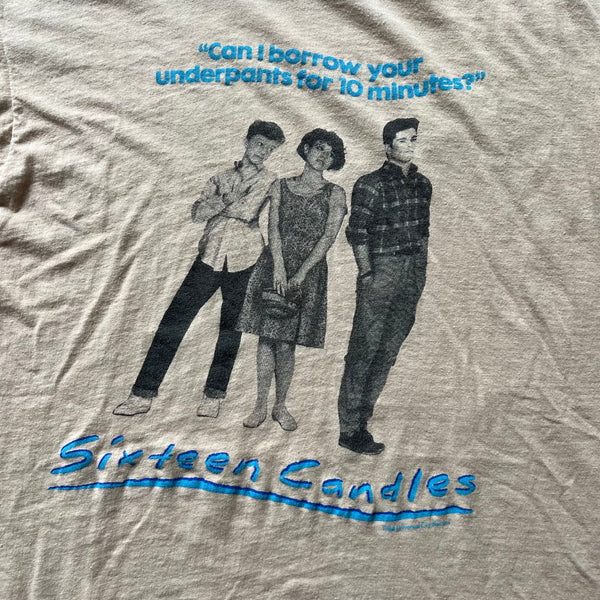 "Can I borrow your
underpants for 10 minutes?"
Sixteen Candles